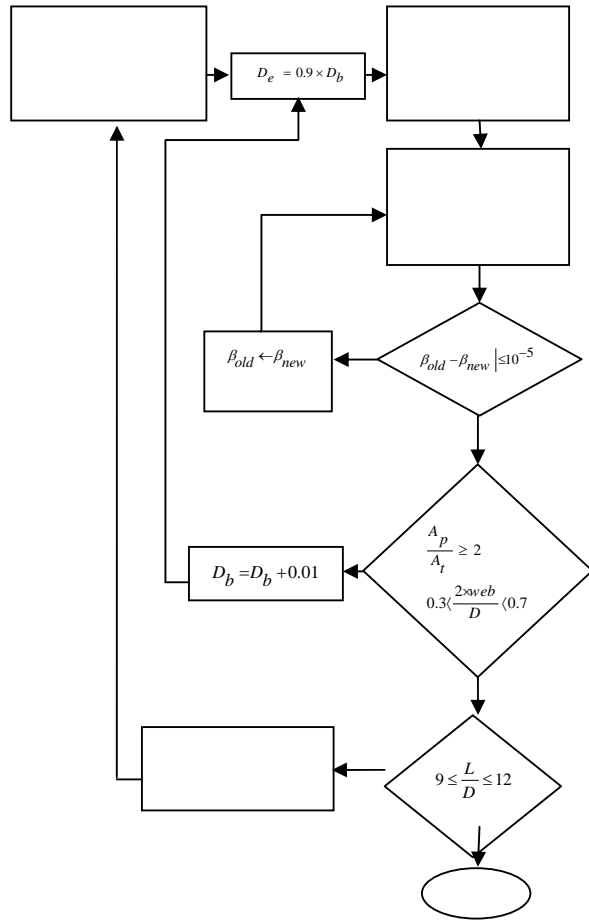 D_e = 0.9 × D_b
β_old ← β_new
β_old − β_new | ≤10^−5
A_p / A_t ≥ 2
D_b = D_b + 0.01
0.3⟨ 2×web / D ⟨0.7
9 ≤ L / D ≤ 12